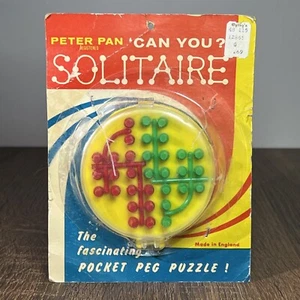 PETER PAN 'CAN YOU?'
SOLITAIRE
The
fascinating
POCKET PEG PUZZLE!
Made in England